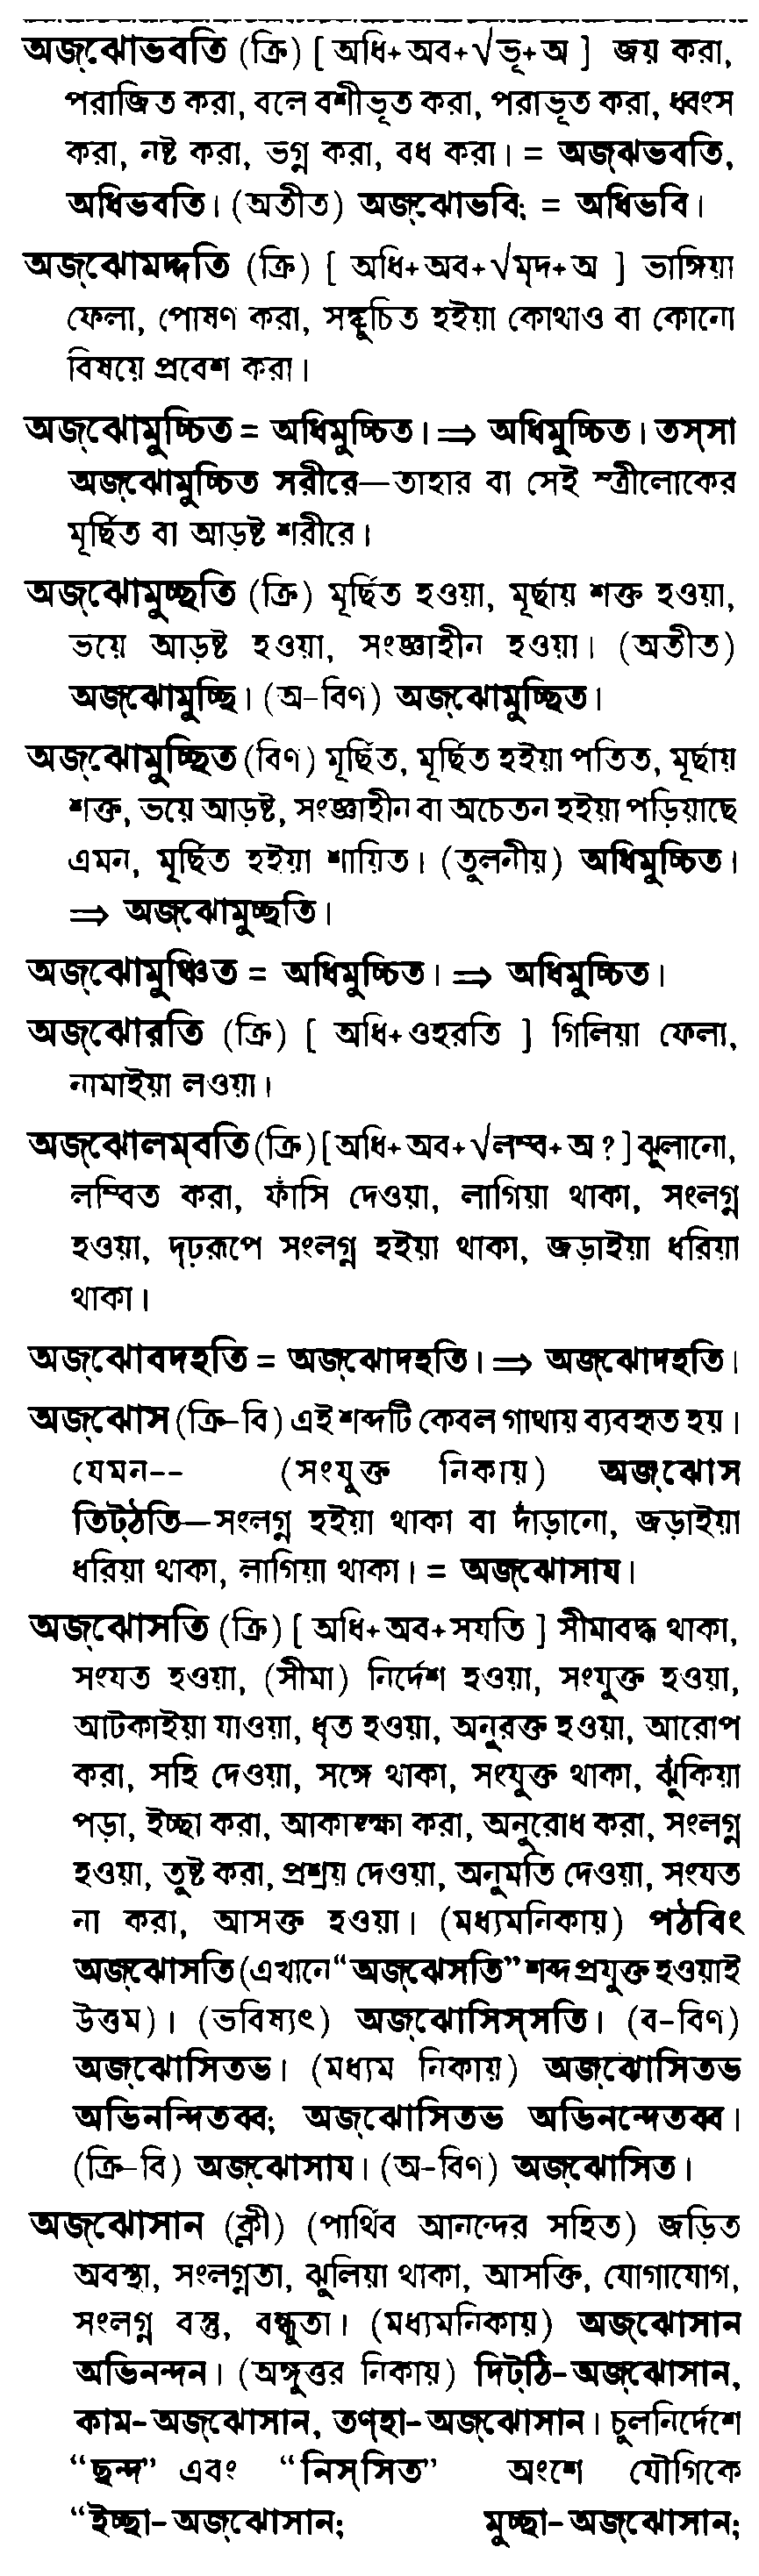 অজ্ঝোভবতি (ক্রি) [ অধি+অব+√ভূ+অ ] জয় করা,
পরাজিত করা, বলে বশীভূত করা, পরাভূত করা, ধ্বংস
করা, নষ্ট করা, ভগ্ন করা, বধ করা। = অজ্ঝভবতি,
অধিভবতি। (অতীত) অজ্ঝোভবি; = অধিভবি।
অজ্ঝোমদ্দতি (ক্রি) [ অধি+অব+√মৃদ+অ ] ভাঙ্গিয়া
ফেলা, পোষণ করা, সঙ্কুচিত হইয়া কোথাও বা কোনো
বিষয়ে প্রবেশ করা।
অজ্ঝোমুচ্চিত = অধিমুচ্চিত। ⇒ অধিমুচ্চিত। তস্সা
অজ্ঝোমুচ্চিত সরীরে—তাহার বা সেই স্ত্রীলোকের
মূর্ছিত বা আড়ষ্ট শরীরে।
অজ্ঝোমুচ্ছতি (ক্রি) মূর্ছিত হওয়া, মূর্ছায় শক্ত হওয়া,
ভয়ে আড়ষ্ট হওয়া, সংজ্ঞাহীন হওয়া। (অতীত)
অজ্ঝোমুচ্ছি। (অ-বিণ) অজ্ঝোমুচ্ছিত।
অজ্ঝোমুচ্ছিত (বিণ) মূর্ছিত, মূর্ছিত হইয়া পতিত, মূর্ছায়
শক্ত, ভয়ে আড়ষ্ট, সংজ্ঞাহীন বা অচেতন হইয়া পড়িয়াছে
এমন, মূর্ছিত হইয়া শায়িত। (তুলনীয়) অধিমুচ্চিত।
⇒ অজ্ঝোমুচ্ছতি।
অজ্ঝোমুঞ্চিত = অধিমুচ্চিত। ⇒ অধিমুচ্চিত।
অজ্ঝোরতি (ক্রি) [ অধি+ওহরতি ] গিলিয়া ফেলা,
নামাইয়া লওয়া।
অজ্ঝোলম্বতি (ক্রি) [ অধি+অব+√লম্ব+অ ? ] ঝুলানো,
লম্বিত করা, ফাঁসি দেওয়া, লাগিয়া থাকা, সংলগ্ন
হওয়া, দৃঢ়রূপে সংলগ্ন হইয়া থাকা, জড়াইয়া ধরিয়া
থাকা।
অজ্ঝোবদহতি = অজ্ঝোদহতি। ⇒ অজ্ঝোদহতি।
অজ্ঝোস (ক্রি-বি) এই শব্দটি কেবল গাথায় ব্যবহৃত হয়।
যেমন-- (সংযুক্ত নিকায়) অজ্ঝোস
তিট্ঠতি—সংলগ্ন হইয়া থাকা বা দাঁড়ানো, জড়াইয়া
ধরিয়া থাকা, লাগিয়া থাকা। = অজ্ঝোসায।
অজ্ঝোসতি (ক্রি) [ অধি+অব+সযতি ] সীমাবদ্ধ থাকা,
সংযত হওয়া, (সীমা) নির্দেশ হওয়া, সংযুক্ত হওয়া,
আটকাইয়া যাওয়া, ধৃত হওয়া, অনুরক্ত হওয়া, আরোপ
করা, সহি দেওয়া, সঙ্গে থাকা, সংযুক্ত থাকা, ঝুঁকিয়া
পড়া, ইচ্ছা করা, আকাঙ্ক্ষা করা, অনুরোধ করা, সংলগ্ন
হওয়া, তুষ্ট করা, প্রশ্রয় দেওয়া, অনুমতি দেওয়া, সংযত
না করা, আসক্ত হওয়া। (মধ্যমনিকায়) পঠবিং
অজ্ঝোসতি (এখানে “অজ্ঝেসতি” শব্দ প্রযুক্ত হওয়াই
উত্তম)। (ভবিষ্যৎ) অজ্ঝোসিস্সতি। (ব-বিণ)
অজ্ঝোসিতভ। (মধ্যম নিকায়) অজ্ঝোসিতভ
অভিনন্দিতব্ব; অজ্ঝোসিতভ অভিনন্দেতব্ব।
(ক্রি-বি) অজ্ঝোসায। (অ-বিণ) অজ্ঝোসিত।
অজ্ঝোসান (ক্লী) (পার্থিব আনন্দের সহিত) জড়িত
অবস্থা, সংলগ্নতা, ঝুলিয়া থাকা, আসক্তি, যোগাযোগ,
সংলগ্ন বস্তু, বন্ধুতা। (মধ্যমনিকায়) অজ্ঝোসান
অভিনন্দন। (অঙ্গুত্তর নিকায়) দিট্ঠি-অজ্ঝোসান,
কাম-অজ্ঝোসান, তণ্হা-অজ্ঝোসান। চুলনির্দেশে
“ছন্দ” এবং “নিস্সিত” অংশে যৌগিকে
“ইচ্ছা-অজ্ঝোসান; মুচ্ছা-অজ্ঝোসান;